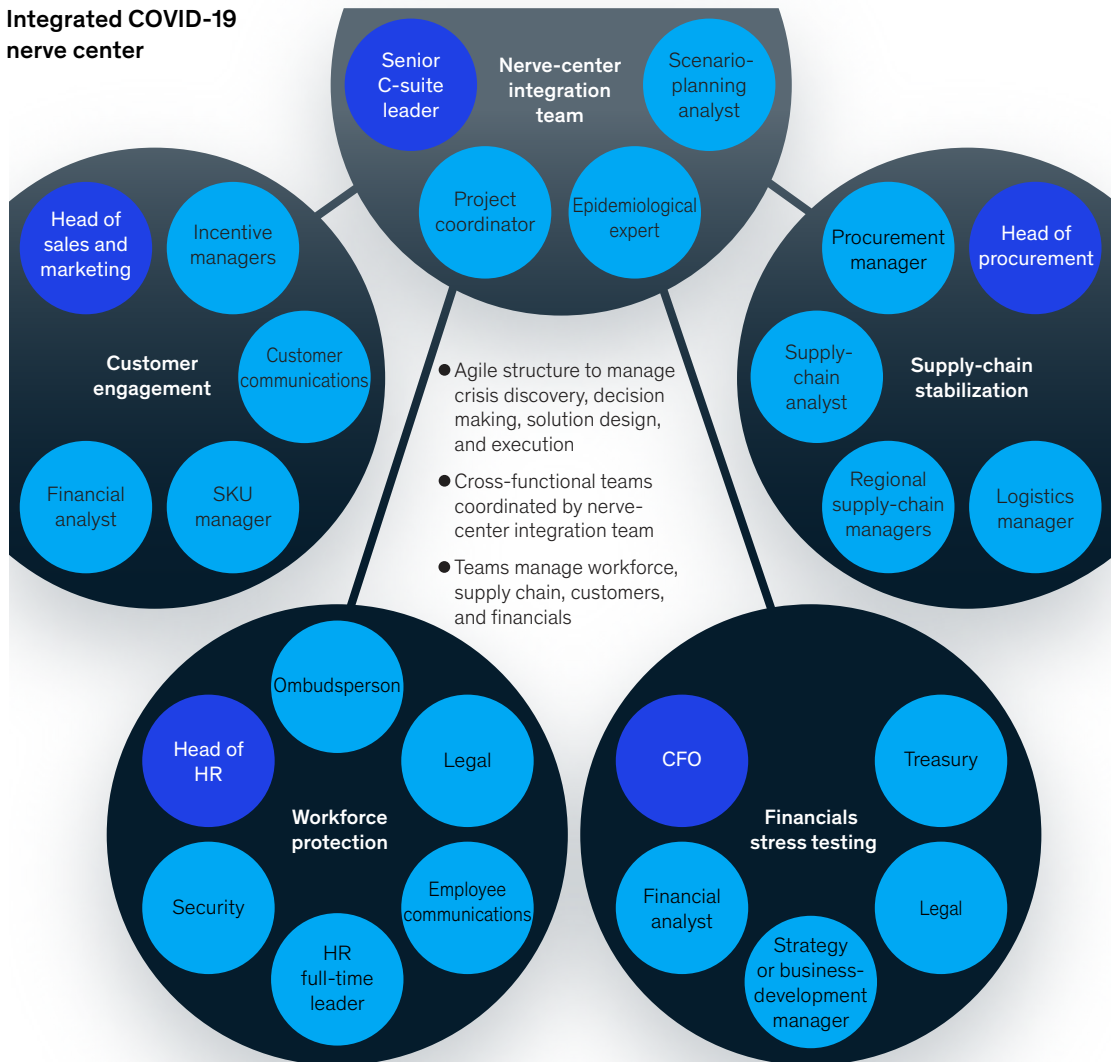 Integrated COVID-19
nerve center
Senior
C-suite
leader
Nerve-center
integration
team
Scenario-
planning
analyst
Project
coordinator
Epidemiological
expert
Head of
sales and
marketing
Incentive
managers
Customer
engagement
Customer
communications
Financial
analyst
SKU
manager
Procurement
manager
Head of
procurement
Supply-
chain
analyst
Supply-chain
stabilization
Regional
supply-chain
managers
Logistics
manager
● Agile structure to manage
crisis discovery, decision
making, solution design,
and execution
● Cross-functional teams
coordinated by nerve-
center integration team
● Teams manage workforce,
supply chain, customers,
and financials
Ombudsperson
Head of
HR
Legal
Workforce
protection
Security
Employee
communications
HR
full-time
leader
CFO
Treasury
Financials
stress testing
Financial
analyst
Legal
Strategy
or business-
development
manager